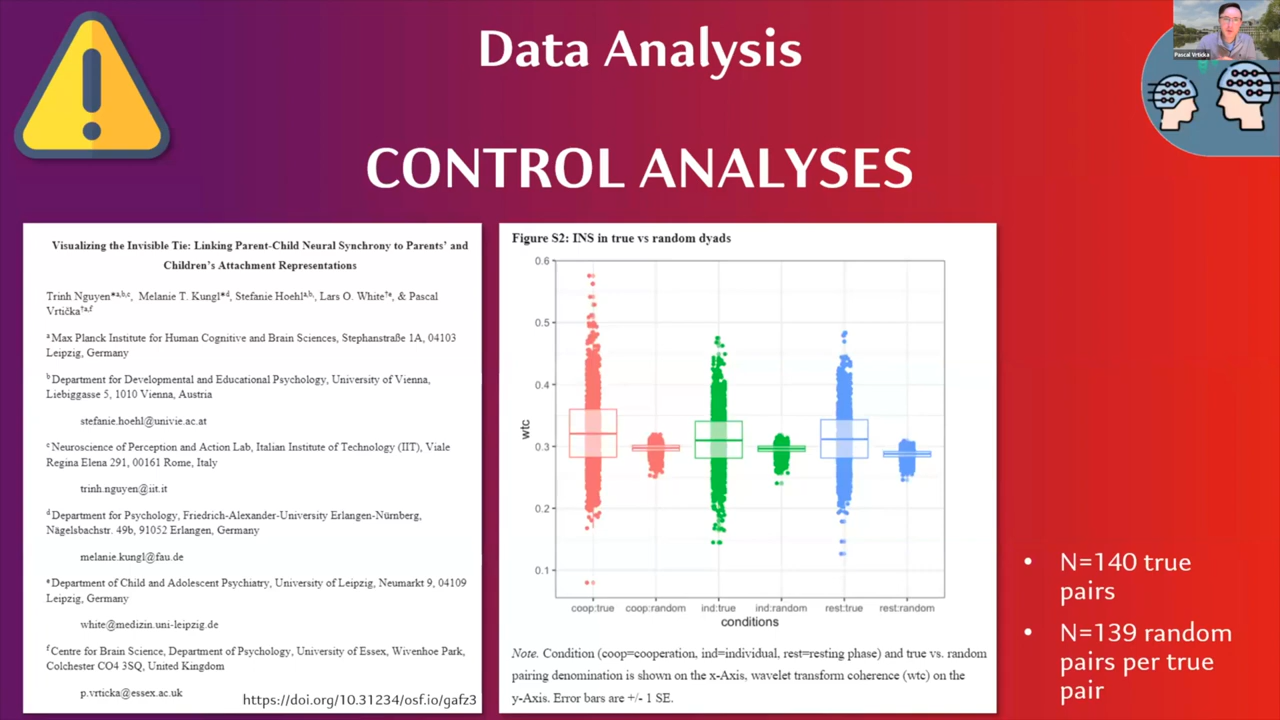 Data Analysis
Pascal Vrticka
CONTROL ANALYSES
Visualizing the Invisible Tie: Linking Parent-Child Neural Synchrony to Parents' and
Children's Attachment Representations
Trinh Nguyen*a,b,c, Melanie T. Kungl*d, Stefanie Hoehla,b, Lars O. White†e, & Pascal
Vrtička†a,f
a Max Planck Institute for Human Cognitive and Brain Sciences, Stephanstraße 1A, 04103
Leipzig, Germany
b Department for Developmental and Educational Psychology, University of Vienna,
Liebiggasse 5, 1010 Vienna, Austria
stefanie.hoehl@univie.ac.at
c Neuroscience of Perception and Action Lab, Italian Institute of Technology (IIT), Viale
Regina Elena 291, 00161 Rome, Italy
trinh.nguyen@iit.it
d Department for Psychology, Friedrich-Alexander-University Erlangen-Nürnberg,
Nägelsbachstr. 49b, 91052 Erlangen, Germany
melanie.kungl@fau.de
e Department of Child and Adolescent Psychiatry, University of Leipzig, Neumarkt 9, 04109
Leipzig, Germany
white@medizin.uni-leipzig.de
f Centre for Brain Science, Department of Psychology, University of Essex, Wivenhoe Park,
Colchester CO4 3SQ, United Kingdom
p.vrticka@essex.ac.uk
https://doi.org/10.31234/osf.io/gafz3
Figure S2: INS in true vs random dyads
0.6
0.5
0.4
0.3
0.2
0.1
wtc
coop:true coop:random ind:true ind:random rest:true rest:random
conditions
Note. Condition (coop=cooperation, ind=individual, rest=resting phase) and true vs. random
pairing denomination is shown on the x-Axis, wavelet transform coherence (wtc) on the
y-Axis. Error bars are +/- 1 SE.
• N=140 true
pairs
• N=139 random
pairs per true
pair